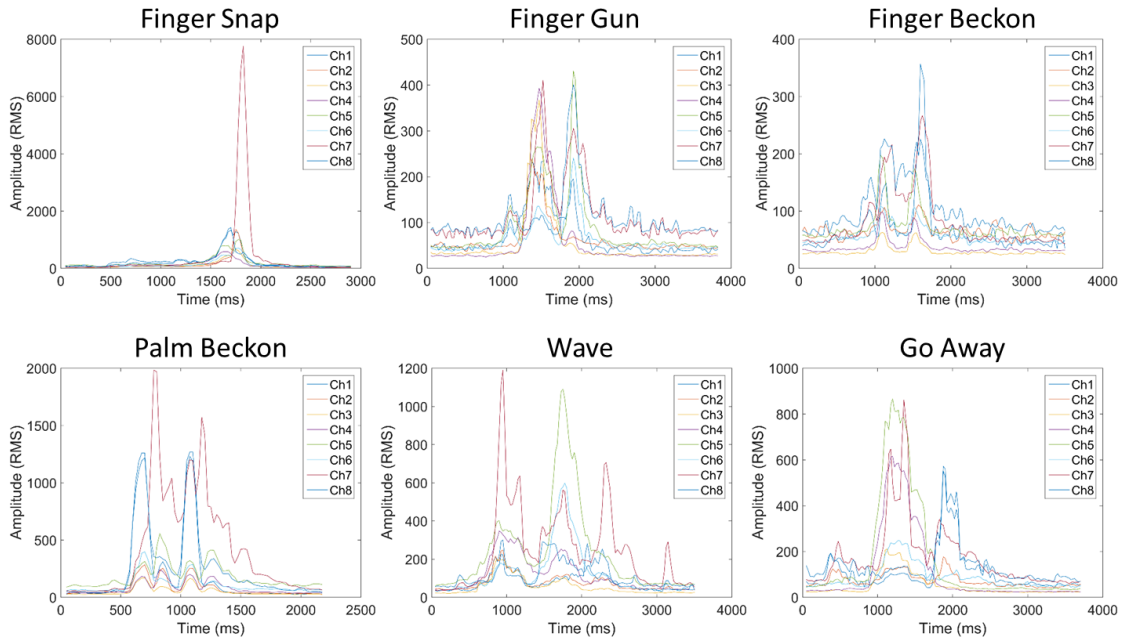 Finger Snap
8000
6000
4000
2000
0
Amplitude (RMS)
0 500 1000 1500 2000 2500 3000
Time (ms)
Ch1
Ch2
Ch3
Ch4
Ch5
Ch6
Ch7
Ch8
Finger Gun
500
400
300
200
100
0
Amplitude (RMS)
0 1000 2000 3000 4000
Time (ms)
Ch1
Ch2
Ch3
Ch4
Ch5
Ch6
Ch7
Ch8
Finger Beckon
400
300
200
100
0
Amplitude (RMS)
0 1000 2000 3000 4000
Time (ms)
Ch1
Ch2
Ch3
Ch4
Ch5
Ch6
Ch7
Ch8
Palm Beckon
2000
1500
1000
500
0
Amplitude (RMS)
0 500 1000 1500 2000 2500
Time (ms)
Ch1
Ch2
Ch3
Ch4
Ch5
Ch6
Ch7
Ch8
Wave
1200
1000
800
600
400
200
0
Amplitude (RMS)
0 1000 2000 3000 4000
Time (ms)
Ch1
Ch2
Ch3
Ch4
Ch5
Ch6
Ch7
Ch8
Go Away
1000
800
600
400
200
0
Amplitude (RMS)
0 1000 2000 3000 4000
Time (ms)
Ch1
Ch2
Ch3
Ch4
Ch5
Ch6
Ch7
Ch8